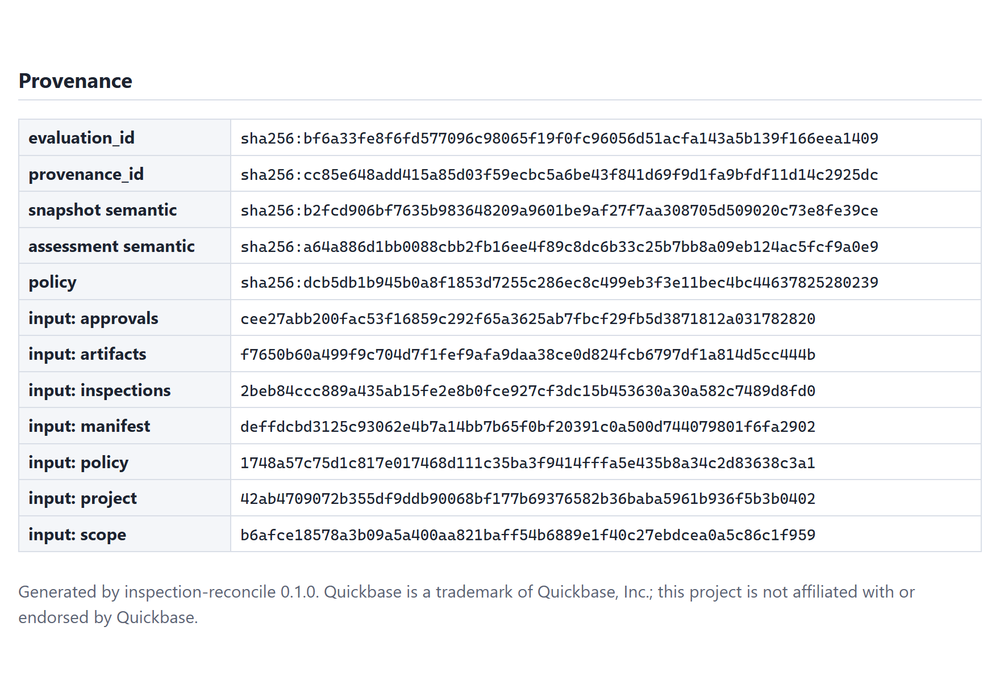 Provenance
evaluation_id sha256:bf6a33fe8f6fd577096c98065f19f0fc96056d51acfa143a5b139f166eea1409
provenance_id sha256:cc85e648add415a85d03f59ecbc5a6be43f841d69f9d1fa9bfdf11d14c2925dc
snapshot semantic sha256:b2fcd906bf7635b983648209a9601be9af27f7aa308705d509020c73e8fe39ce
assessment semantic sha256:a64a886d1bb0088cbb2fb16ee4f89c8dc6b33c25b7bb8a09eb124ac5fcf9a0e9
policy sha256:dcb5db1b945b0a8f1853d7255c286ec8c499eb3f3e11bec4bc44637825280239
input: approvals cee27abb200fac53f16859c292f65a3625ab7fbcf29fb5d3871812a031782820
input: artifacts f7650b60a499f9c704d7f1fef9afa9daa38ce0d824fcb6797df1a814d5cc444b
input: inspections 2beb84ccc889a435ab15fe2e8b0fce927cf3dc15b453630a30a582c7489d8fd0
input: manifest deffdcbd3125c93062e4b7a14bb7b65f0bf20391c0a500d744079801f6fa2902
input: policy 1748a57c75d1c817e017468d111c35ba3f9414fffa5e435b8a34c2d83638c3a1
input: project 42ab4709072b355df9ddb90068bf177b69376582b36baba5961b936f5b3b0402
input: scope b6afce18578a3b09a5a400aa821baff54b6889e1f40c27ebdcea0a5c86c1f959
Generated by inspection-reconcile 0.1.0. Quickbase is a trademark of Quickbase, Inc.; this project is not affiliated with or
endorsed by Quickbase.